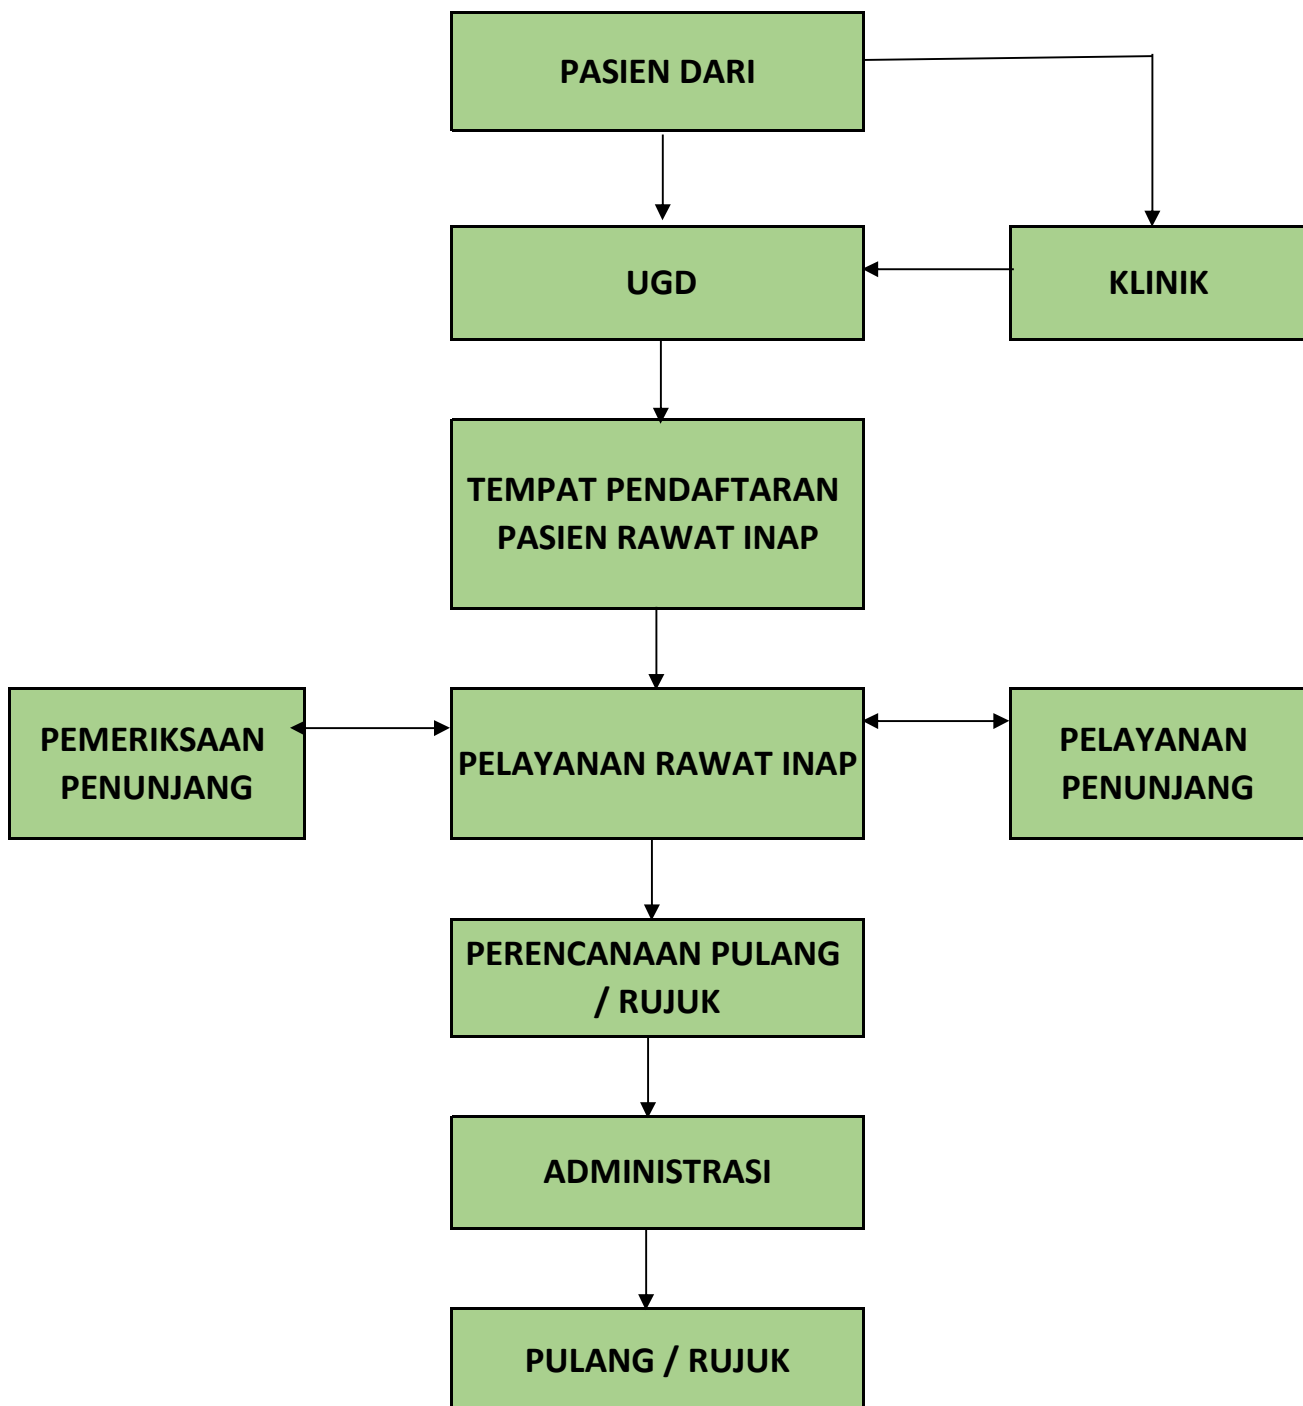 PASIEN DARI
UGD
KLINIK
TEMPAT PENDAFTARAN
PASIEN RAWAT INAP
PEMERIKSAAN
PENUNJANG
PELAYANAN RAWAT INAP
PELAYANAN
PENUNJANG
PERENCANAAN PULANG
/ RUJUK
ADMINISTRASI
PULANG / RUJUK